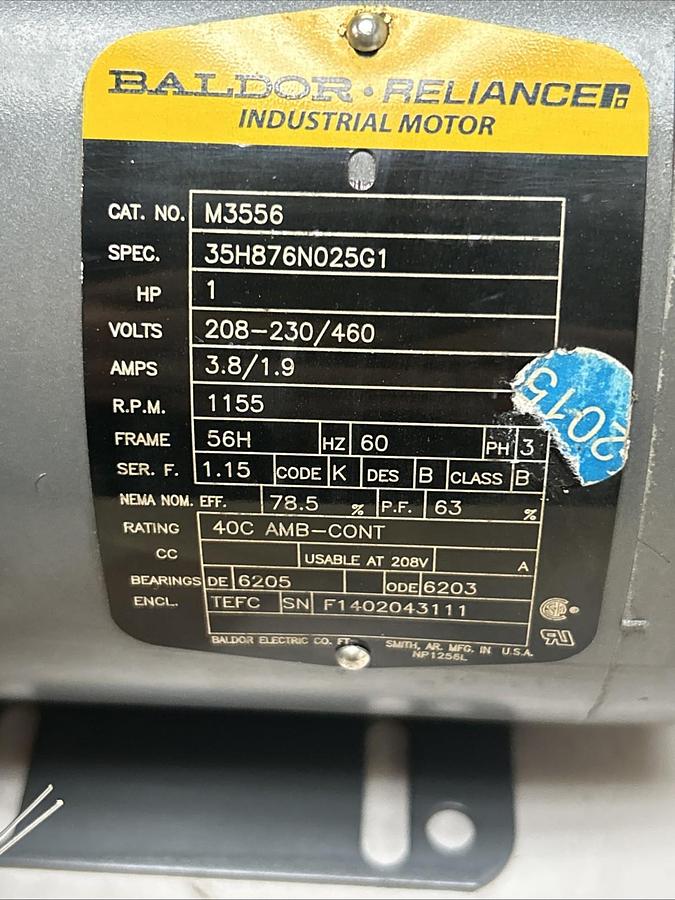 BALDOR · RELIANCE
INDUSTRIAL MOTOR
CAT. NO. M3556
SPEC. 35H876N025G1
HP 1
VOLTS 208-230/460
AMPS 3.8/1.9
R.P.M. 1155
FRAME 56H HZ 60 PH 3
SER. F. 1.15 CODE K DES B CLASS B
NEMA NOM. EFF. 78.5 % P.F. 63 %
RATING 40C AMB-CONT
CC USABLE AT 208V A
BEARINGS DE 6205 ODE 6203
ENCL. TEFC SN F1402043111
BALDOR ELECTRIC CO. FT. SMITH, AR. MFG. IN U.S.A.
NP1256L
2015